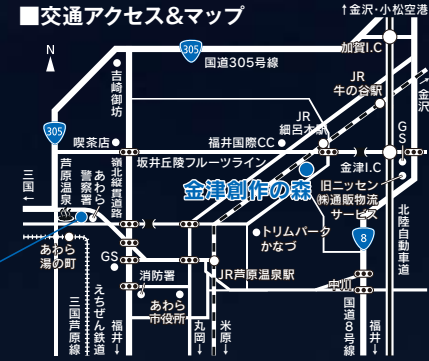 ■交通アクセス&マップ
↑金沢・小松空港
N
305
国道305号線
加賀I.C
JR
牛の谷駅
金沢→
吉崎御坊
305
喫茶店
福井国際CC
JR
細呂木駅
GS
坂井丘陵フルーツライン
金津I.C
三国←
芦原温泉
あわら
警察署
嶺北縦貫道路
金津創作の森
旧ニッセン
㈱通販物流
サービス
トリムパーク
かなづ
8
北陸自動車道
あわら
湯の町
GS
消防署
JR芦原温泉駅
中川
あわら
市役所
三国芦原線
えちぜん鉄道
福井→
丸岡→
米原→
国道8号線
福井→